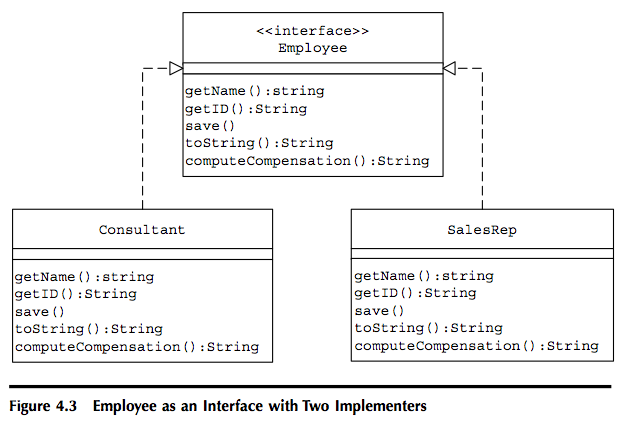 <<interface>>
Employee
getName():string
getID():String
save()
toString():String
computeCompensation():String
Consultant
getName():string
getID():String
save()
toString():String
computeCompensation():String
SalesRep
getName():string
getID():String
save()
toString():String
computeCompensation():String
Figure 4.3 Employee as an Interface with Two Implementers